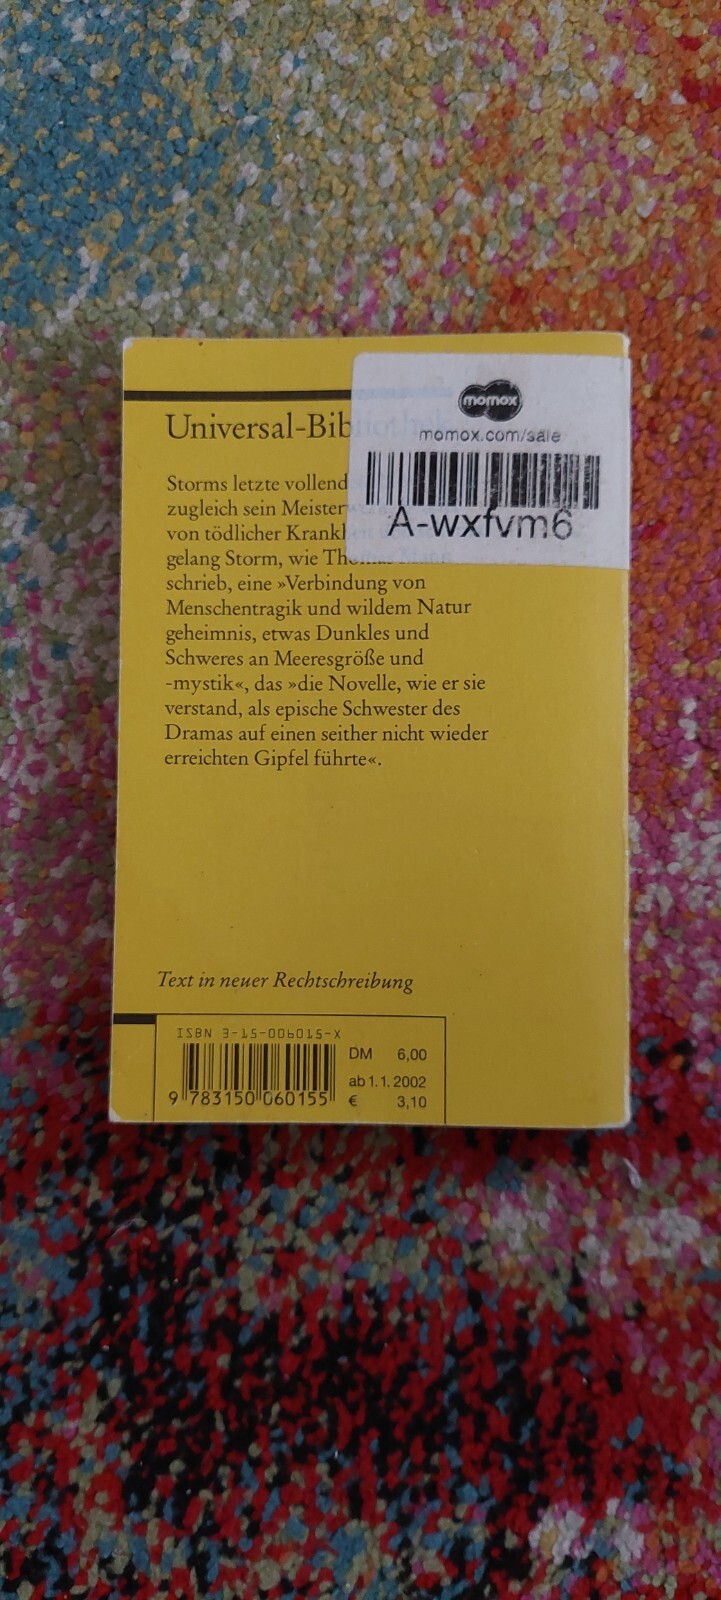 momox
momox.com/sale
A-wxfvm6
Universal-Bibliothek
Storms letzte vollend
zugleich sein Meister
von tödlicher Krankh
gelang Storm, wie Thomas Mann
schrieb, eine »Verbindung von
Menschentragik und wildem Natur
geheimnis, etwas Dunkles und
Schweres an Meeresgröße und
-mystik«, das »die Novelle, wie er sie
verstand, als epische Schwester des
Dramas auf einen seither nicht wieder
erreichten Gipfel führte«.
Text in neuer Rechtschreibung
ISBN 3-15-006015-X
9 783150 060155
DM 6,00
ab 1. 1. 2002
€ 3,10